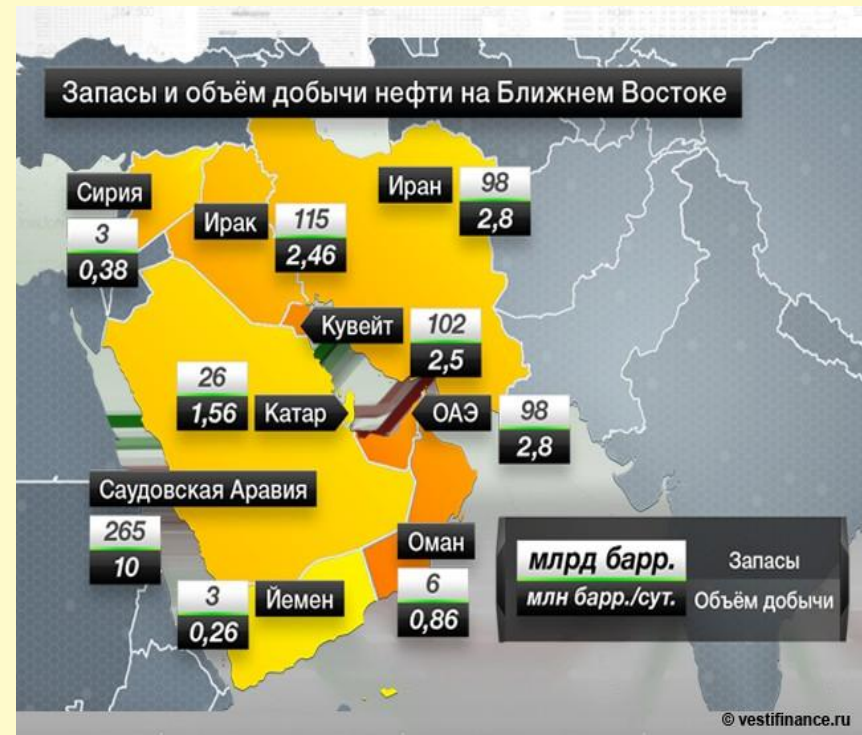 Запасы и объём добычи нефти на Ближнем Востоке
Сирия
3
0,38
Ирак
115
2,46
Иран
98
2,8
Кувейт
102
2,5
26
1,56
Катар
ОАЭ
98
2,8
Саудовская Аравия
265
10
3
0,26
Йемен
Оман
6
0,86
млрд барр. Запасы
млн барр./сут. Объём добычи
© vestifinance.ru